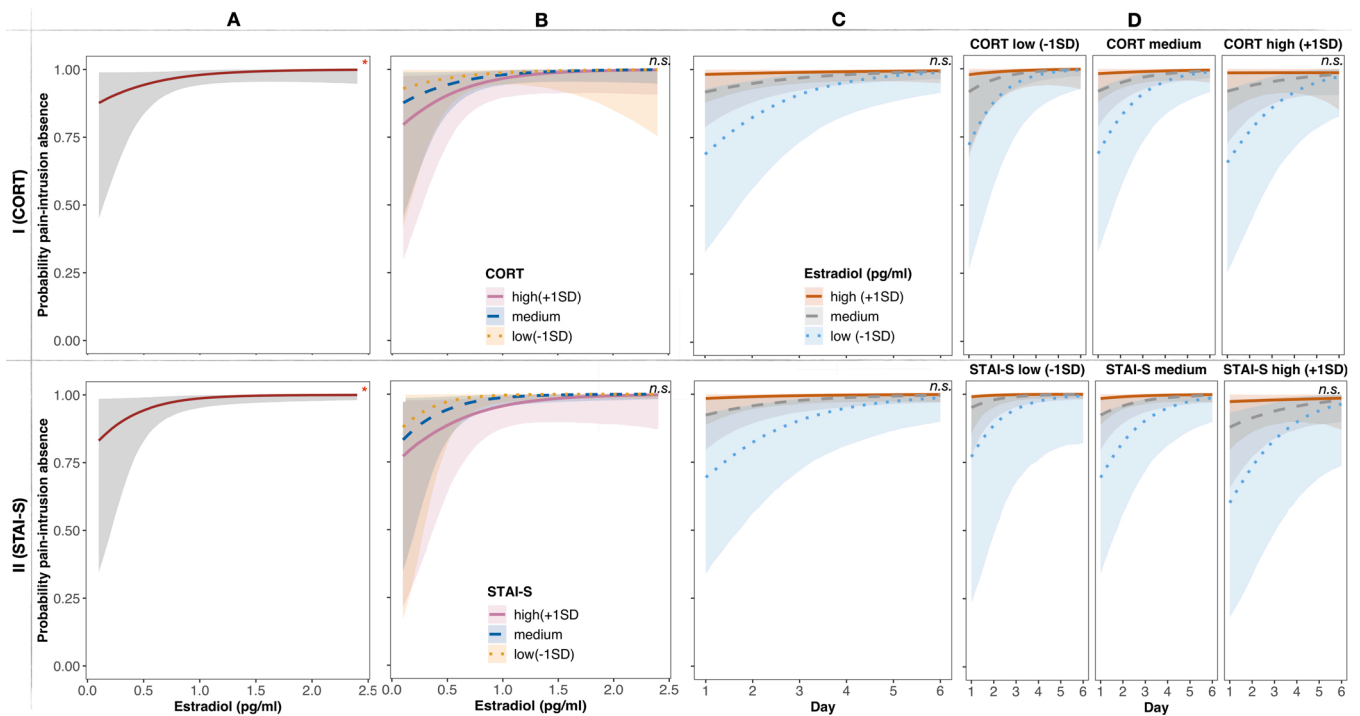 A
B
C
D
I (CORT)
Probability pain-intrusion absence
1.00
0.75
0.50
0.25
0.00
*
n.s.
CORT
high(+1SD)
medium
low(-1SD)
n.s.
Estradiol (pg/ml)
high (+1SD)
medium
low (-1SD)
CORT low (-1SD)
CORT medium
CORT high (+1SD)
n.s.
II (STAI-S)
Probability pain-intrusion absence
1.00
0.75
0.50
0.25
0.00
*
0.0 0.5 1.0 1.5 2.0 2.5
Estradiol (pg/ml)
n.s.
STAI-S
high(+1SD
medium
low(-1SD)
0.0 0.5 1.0 1.5 2.0 2.5
Estradiol (pg/ml)
n.s.
1 2 3 4 5 6
Day
STAI-S low (-1SD)
STAI-S medium
STAI-S high (+1SD)
n.s.
1 2 3 4 5 6
1 2 3 4 5 6
1 2 3 4 5 6
Day